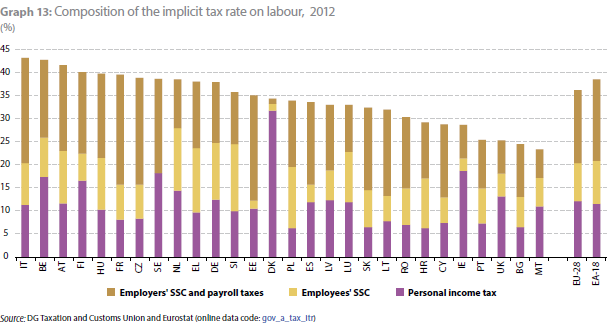 Graph 13: Composition of the implicit tax rate on labour, 2012
(%)
45
40
35
30
25
20
15
10
5
0
IT BE AT FI HU FR CZ SE NL EL DE SI EE DK PL ES LV LU SK LT RO HR CY IE PT UK BG MT EU-28 EA-18
Employers' SSC and payroll taxes Employees' SSC Personal income tax
Source: DG Taxation and Customs Union and Eurostat (online data code: gov_a_tax_itr)